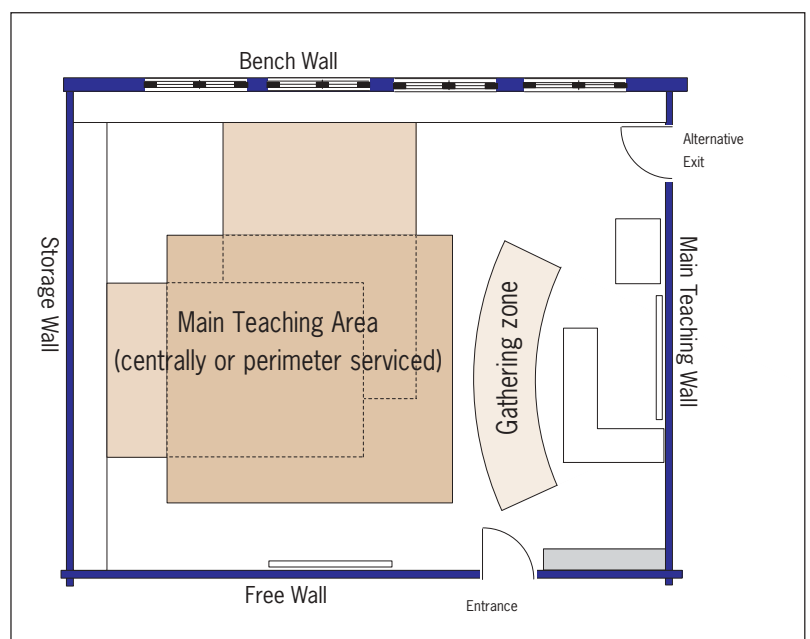 Bench Wall
Alternative
Exit
Storage Wall
Main Teaching Area
(centrally or perimeter serviced)
Gathering zone
Main Teaching Wall
Free Wall
Entrance